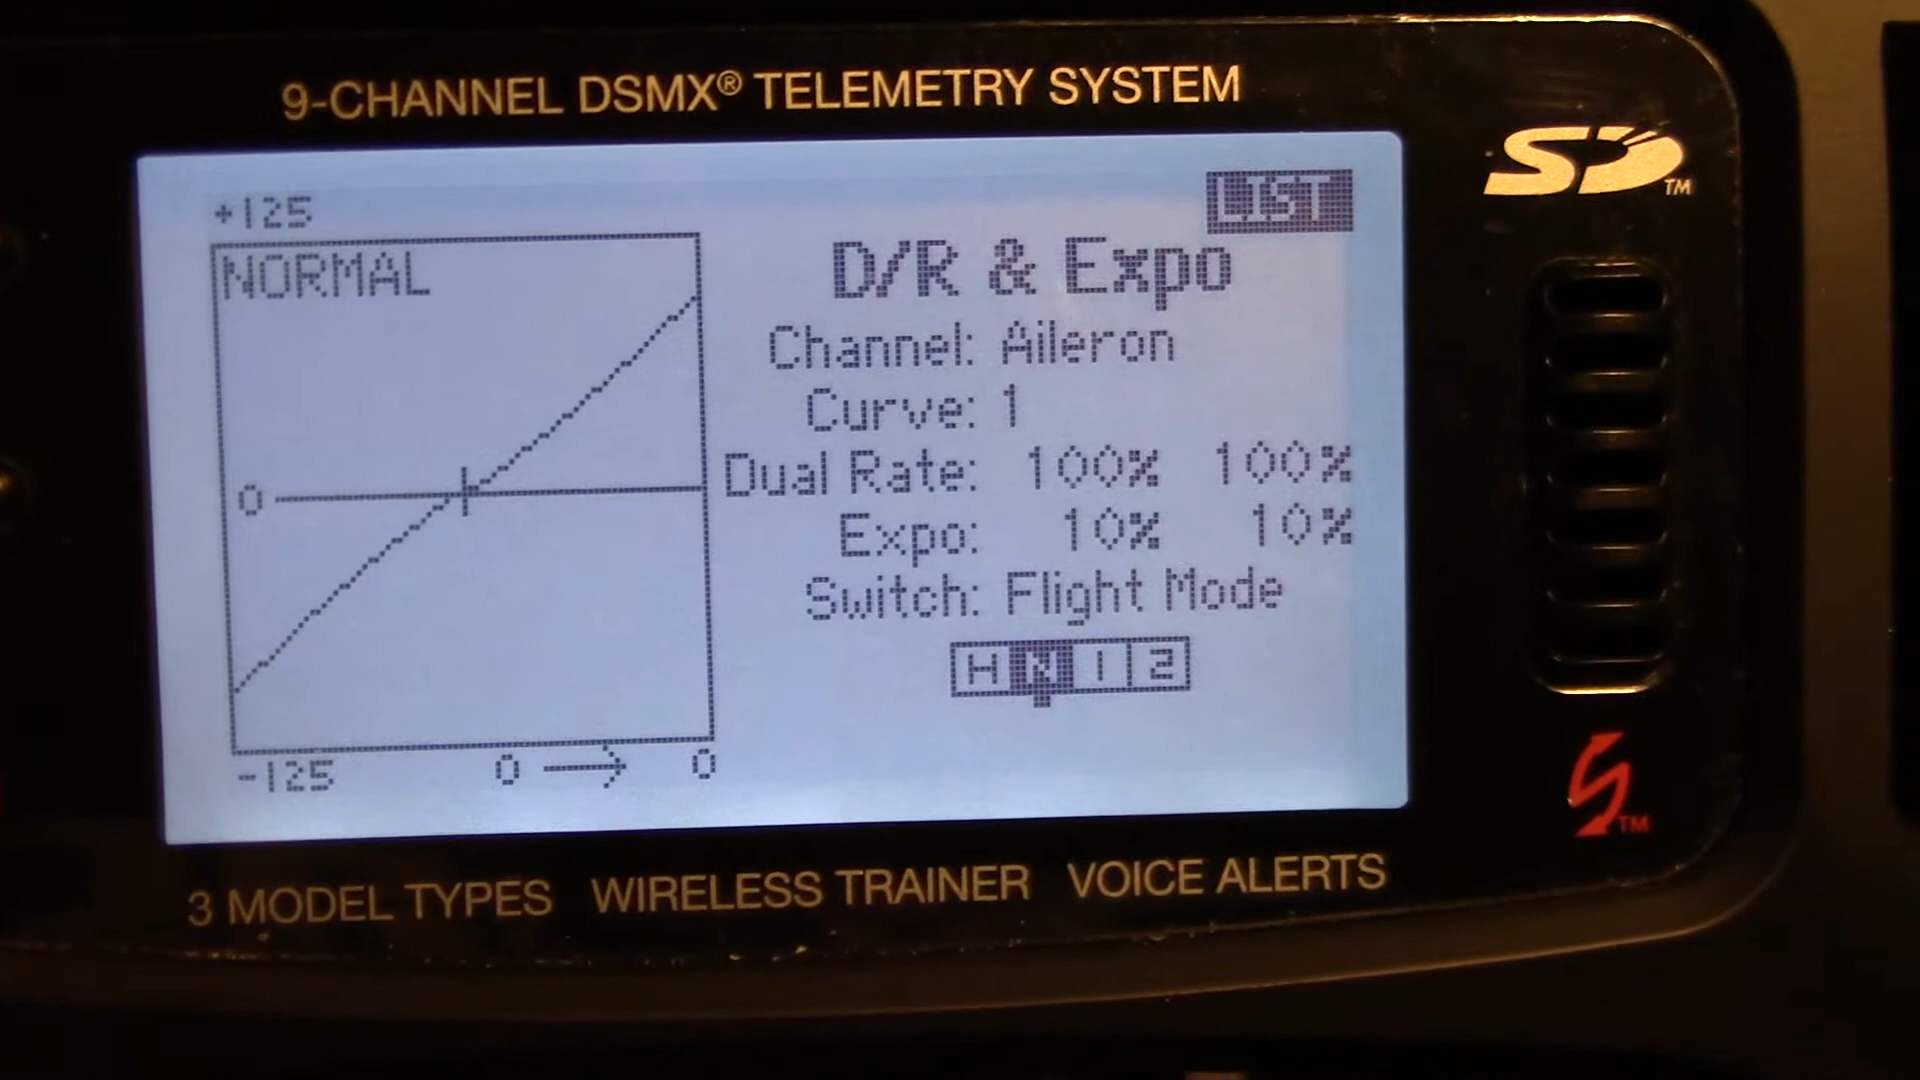 9-CHANNEL DSMX® TELEMETRY SYSTEM
SD™
LIST
+125
NORMAL
D/R & Expo
Channel: Aileron
Curve: 1
0
Dual Rate: 100% 100%
Expo: 10% 10%
Switch: Flight Mode
H N 1 2
-125 0 → 0
TM
3 MODEL TYPES WIRELESS TRAINER VOICE ALERTS